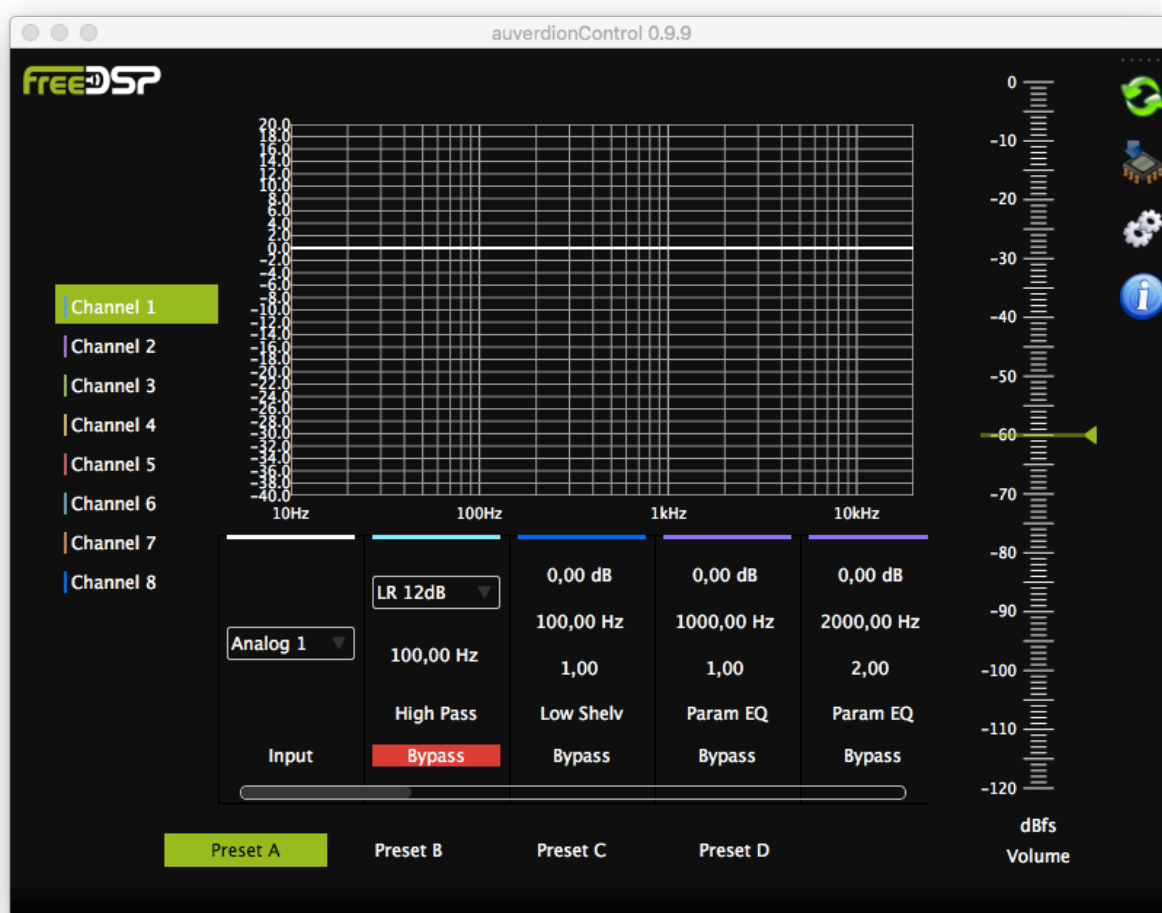 auverdionControl 0.9.9
freeDSP
20.0
18.0
16.0
14.0
12.0
10.0
8.0
6.0
4.0
2.0
0.0
-2.0
-4.0
-6.0
-8.0
-10.0
-12.0
-14.0
-16.0
-18.0
-20.0
-22.0
-24.0
-26.0
-28.0
-30.0
-32.0
-34.0
-36.0
-38.0
-40.0
10Hz 100Hz 1kHz 10kHz
Channel 1
Channel 2
Channel 3
Channel 4
Channel 5
Channel 6
Channel 7
Channel 8
Analog 1
Input
LR 12dB
100,00 Hz
High Pass
Bypass
0,00 dB
100,00 Hz
1,00
Low Shelv
Bypass
0,00 dB
1000,00 Hz
1,00
Param EQ
Bypass
0,00 dB
2000,00 Hz
2,00
Param EQ
Bypass
Preset A Preset B Preset C Preset D
0
-10
-20
-30
-40
-50
-60
-70
-80
-90
-100
-110
-120
dBfs
Volume